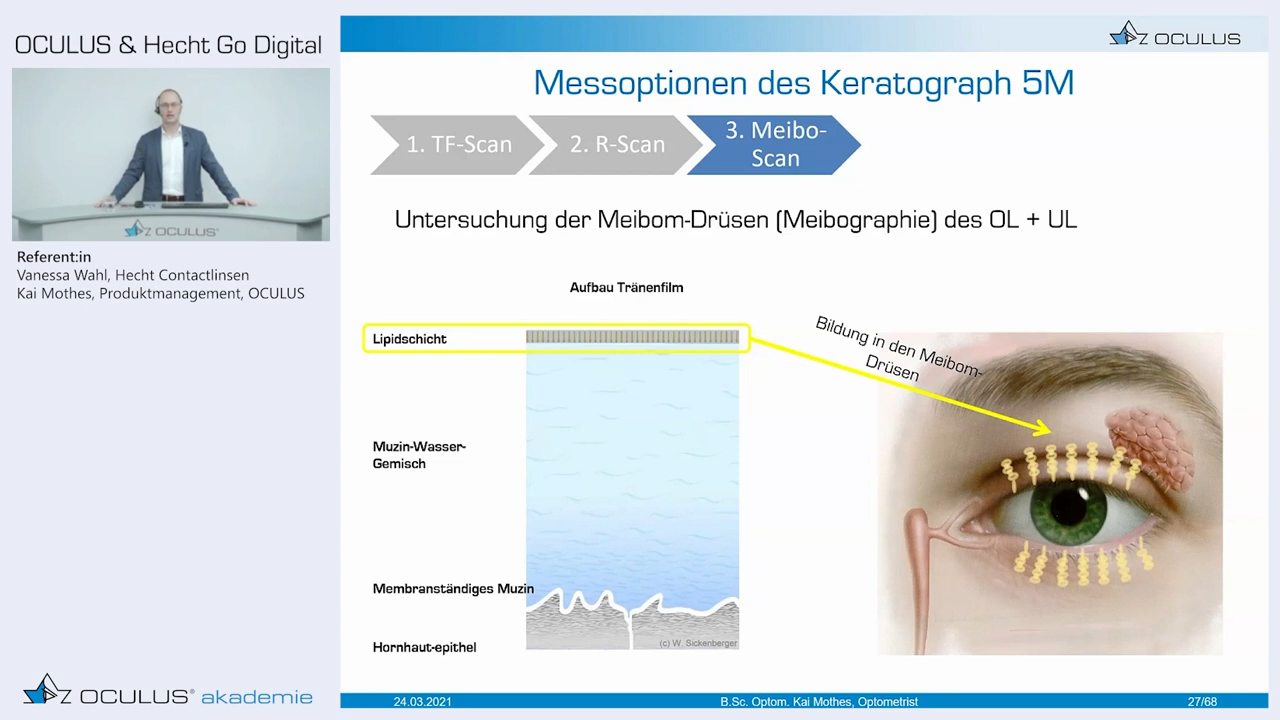 OCULUS & Hecht Go Digital
OCULUS®
Referent:in
Vanessa Wahl, Hecht Contactlinsen
Kai Mothes, Produktmanagement, OCULUS
OCULUS® akademie
OCULUS
Messoptionen des Keratograph 5M
1. TF-Scan
2. R-Scan
3. Meibo-
Scan
Untersuchung der Meibom-Drüsen (Meibographie) des OL + UL
Aufbau Tränenfilm
Lipidschicht
Bildung in den Meibom-
Drüsen
Muzin-Wasser-
Gemisch
Membranständiges Muzin
Hornhaut-epithel
(c) W. Sickenberger
24.03.2021
B.Sc. Optom. Kai Mothes, Optometrist
27/68